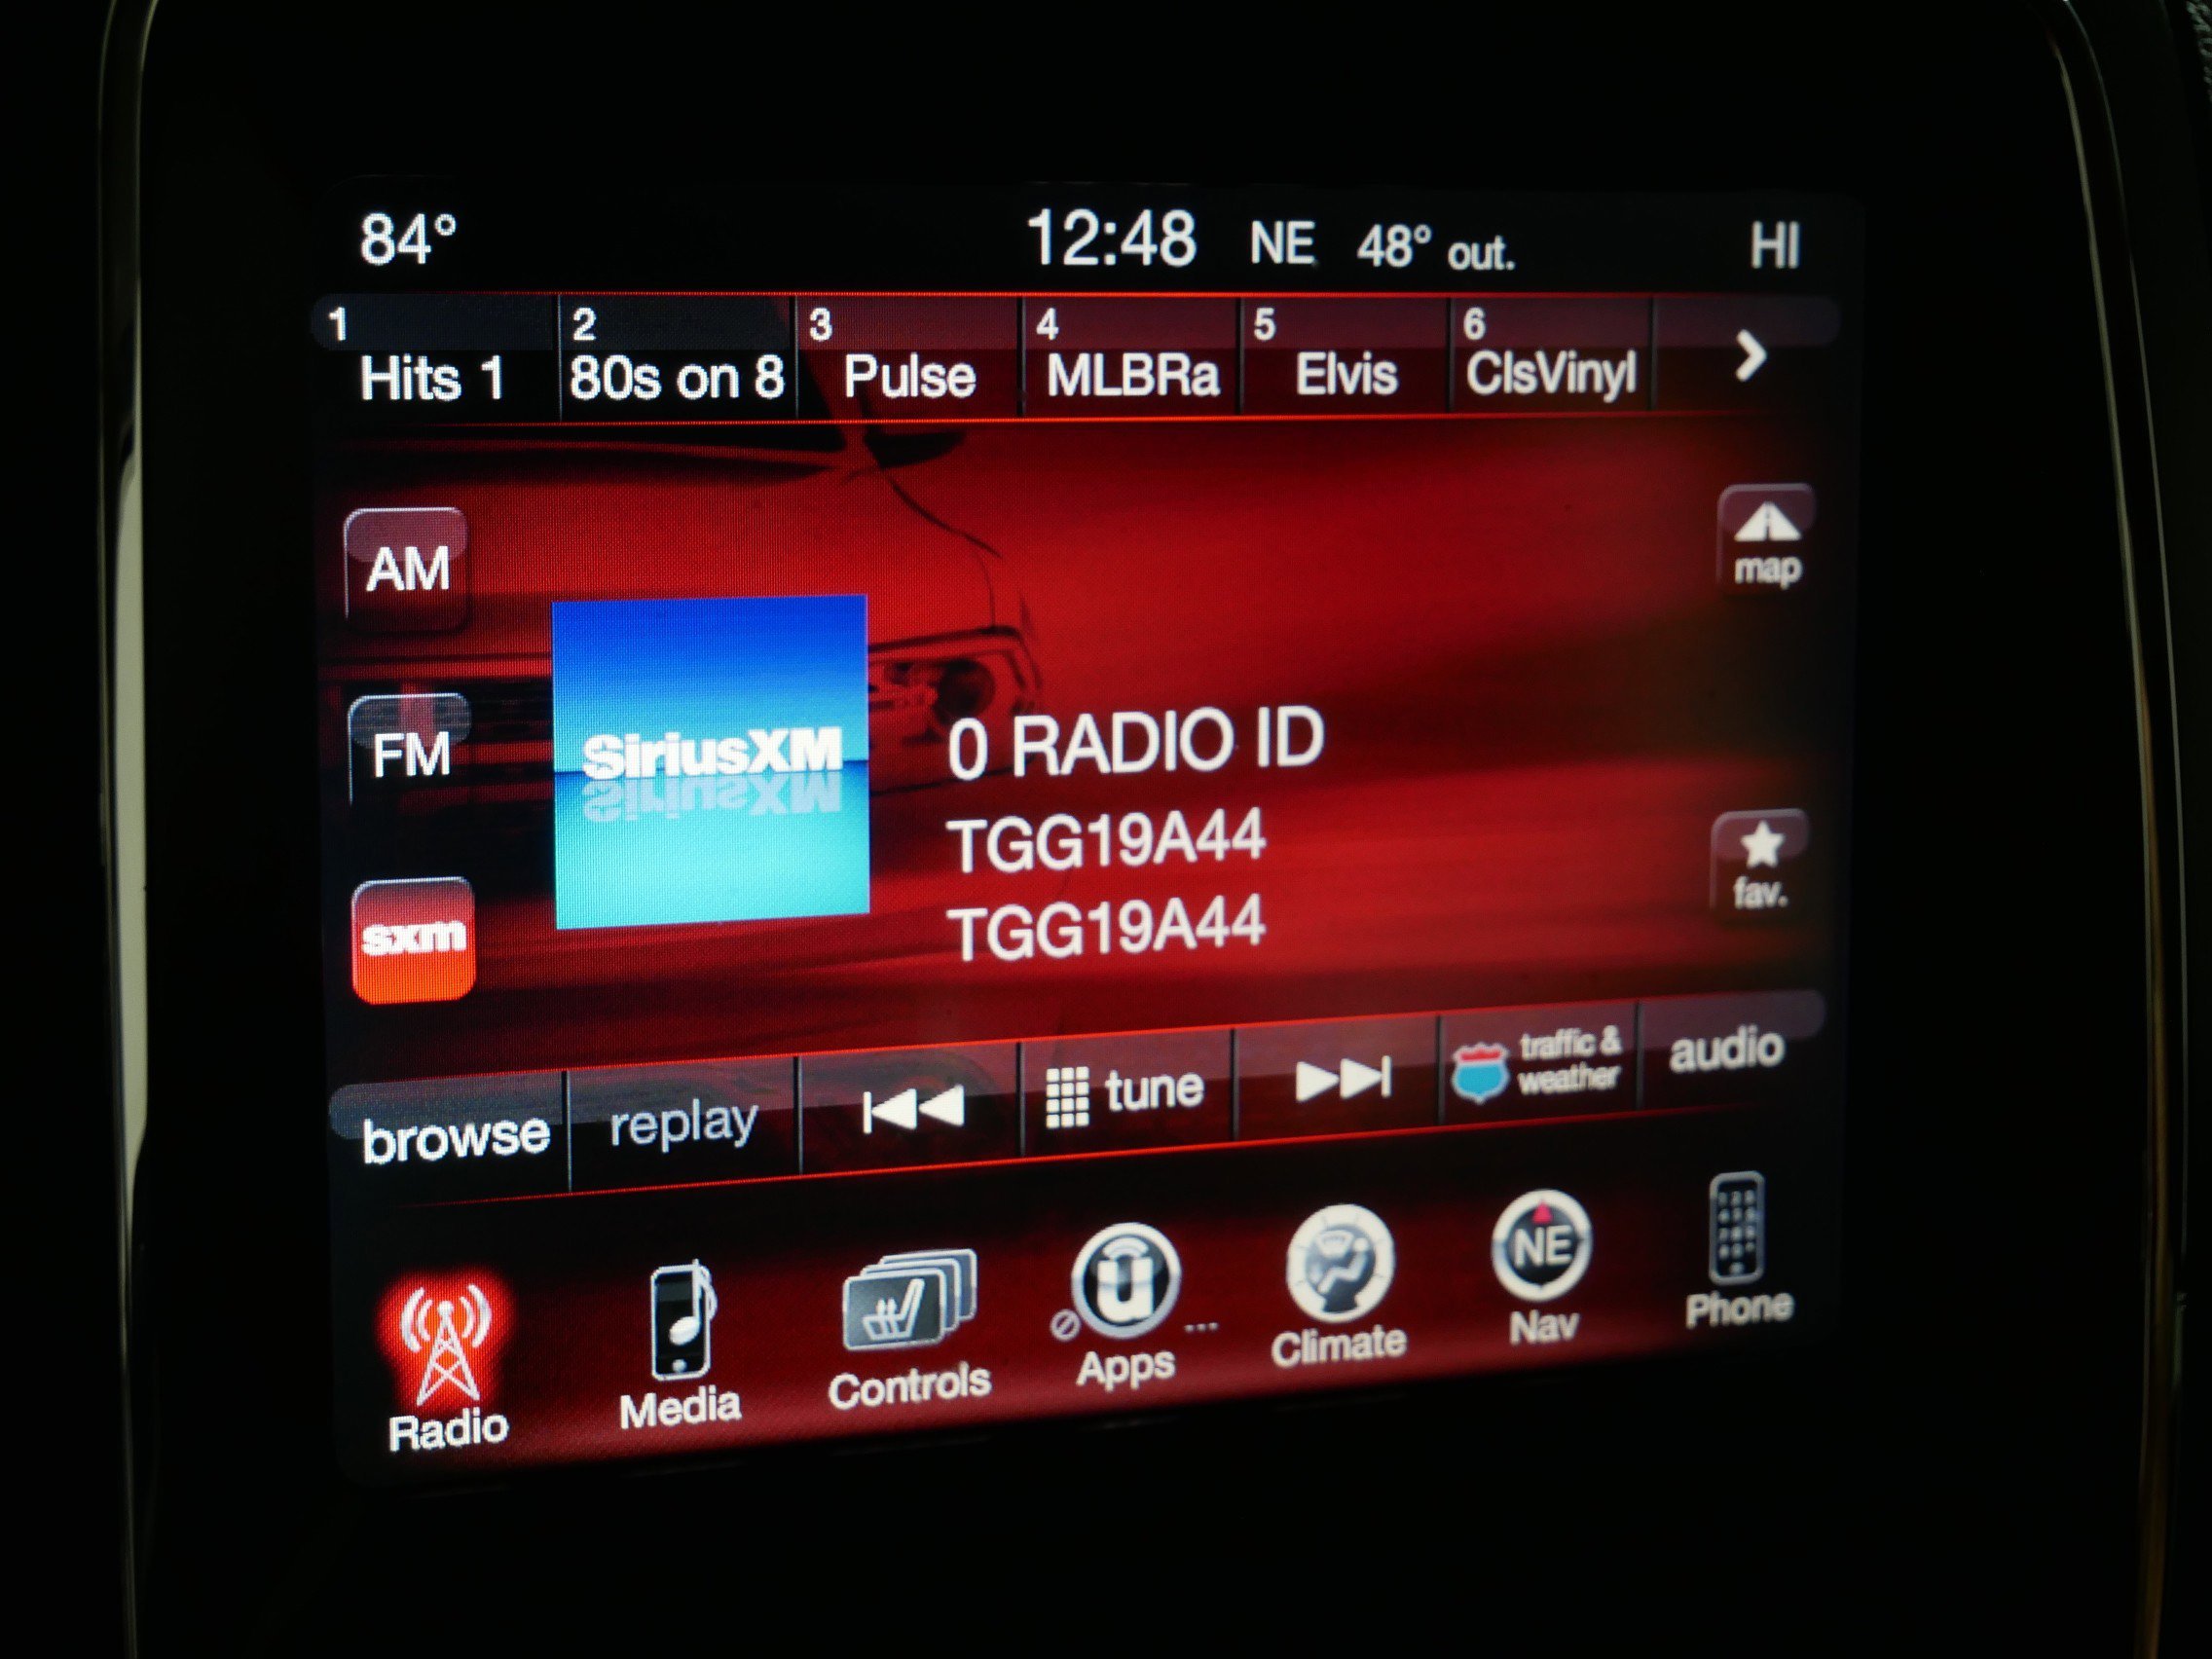 84° 12:48 NE 48° out. HI
1 2 3 4 5 6
Hits 1 80s on 8 Pulse MLBRa Elvis ClsVinyl
AM
map
FM
SiriusXM
0 RADIO ID
TGG19A44
TGG19A44
fav.
sxm
browse replay tune traffic & weather audio
NE
Radio Media Controls Apps Climate Nav Phone